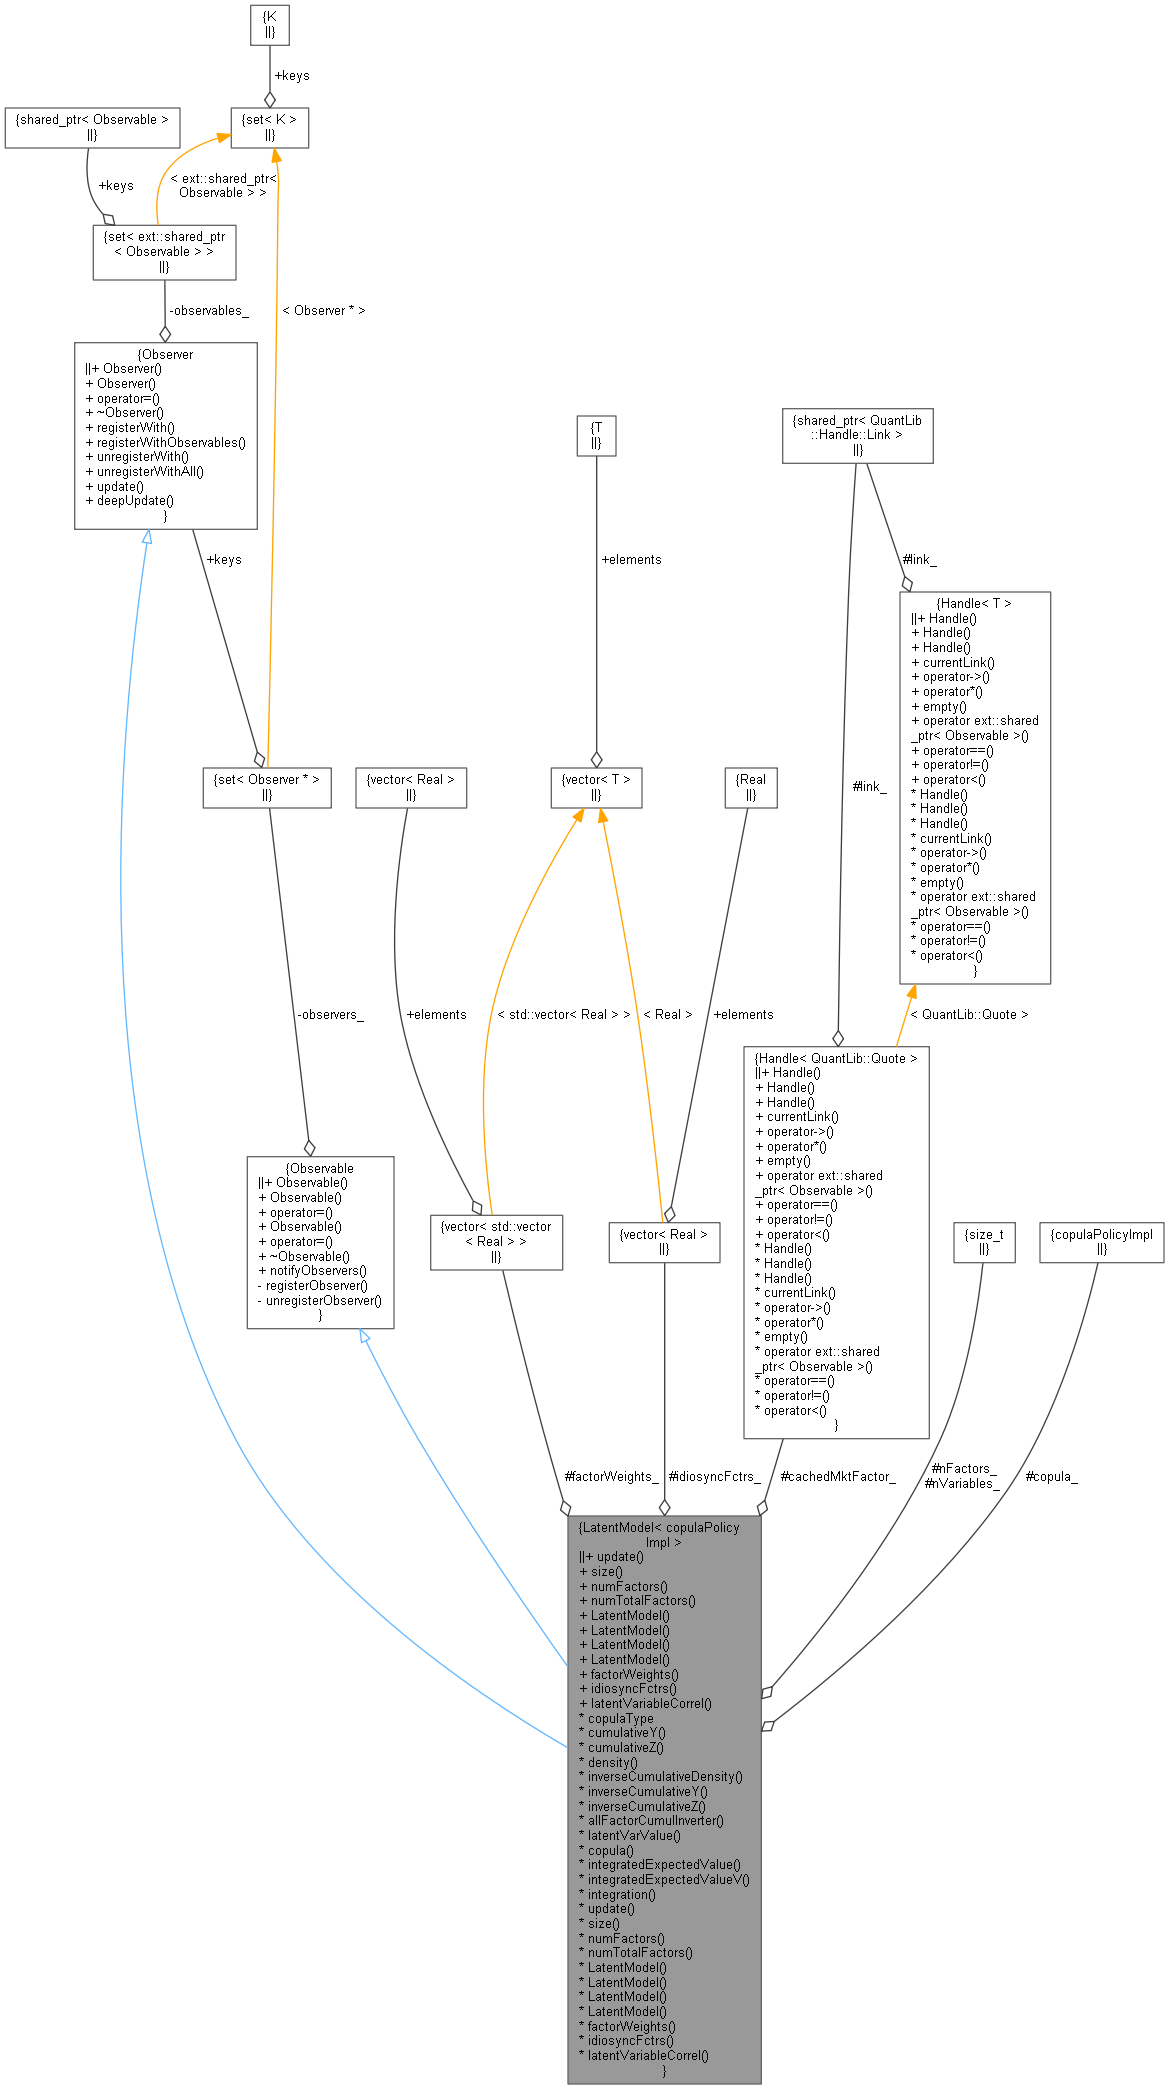 {K
||}
+keys
{shared_ptr< Observable >
||}
{set< K >
||}
+keys
< ext::shared_ptr<
Observable > >
{set< ext::shared_ptr
< Observable > >
||}
-observables_
< Observer * >
{Observer
||+ Observer()
+ Observer()
+ operator=()
+ ~Observer()
+ registerWith()
+ registerWithObservables()
+ unregisterWith()
+ unregisterWithAll()
+ update()
+ deepUpdate()
}
{T
||}
{shared_ptr< QuantLib
::Handle::Link >
||}
+keys
+elements
#link_
{Handle< T >
||+ Handle()
+ Handle()
+ Handle()
+ currentLink()
+ operator->()
+ operator*()
+ empty()
+ operator ext::shared
_ptr< Observable >()
+ operator==()
+ operator!=()
+ operator<()
* Handle()
* Handle()
* Handle()
* currentLink()
* operator->()
* operator*()
* empty()
* operator ext::shared
_ptr< Observable >()
* operator==()
* operator!=()
* operator<()
}
{set< Observer * >
||}
{vector< Real >
||}
{vector< T >
||}
{Real
||}
#link_
-observers_
+elements
< std::vector< Real > >
< Real >
+elements
< QuantLib::Quote >
{Handle< QuantLib::Quote >
||+ Handle()
+ Handle()
+ Handle()
+ currentLink()
+ operator->()
+ operator*()
+ empty()
+ operator ext::shared
_ptr< Observable >()
+ operator==()
+ operator!=()
+ operator<()
* Handle()
* Handle()
* Handle()
* currentLink()
* operator->()
* operator*()
* empty()
* operator ext::shared
_ptr< Observable >()
* operator==()
* operator!=()
* operator<()
}
{Observable
||+ Observable()
+ Observable()
+ operator=()
+ Observable()
+ operator=()
+ ~Observable()
+ notifyObservers()
- registerObserver()
- unregisterObserver()
}
{vector< std::vector
< Real > >
||}
{vector< Real >
||}
{size_t
||}
{copulaPolicyImpl
||}
#factorWeights_
#idiosyncFctrs_
#cachedMktFactor_
#nFactors_
#nVariables_
#copula_
{LatentModel< copulaPolicy
Impl >
||+ update()
+ size()
+ numFactors()
+ numTotalFactors()
+ LatentModel()
+ LatentModel()
+ LatentModel()
+ LatentModel()
+ factorWeights()
+ idiosyncFctrs()
+ latentVariableCorrel()
* copulaType
* cumulativeY()
* cumulativeZ()
* density()
* inverseCumulativeDensity()
* inverseCumulativeY()
* inverseCumulativeZ()
* allFactorCumulInverter()
* latentVarValue()
* copula()
* integratedExpectedValue()
* integratedExpectedValueV()
* integration()
* update()
* size()
* numFactors()
* numTotalFactors()
* LatentModel()
* LatentModel()
* LatentModel()
* LatentModel()
* factorWeights()
* idiosyncFctrs()
* latentVariableCorrel()
}